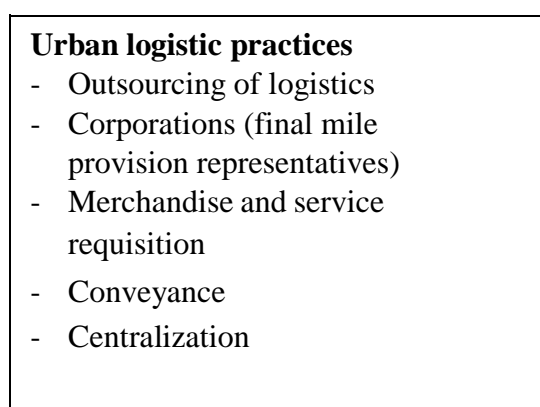 Urban logistic practices
- Outsourcing of logistics
- Corporations (final mile
provision representatives)
- Merchandise and service
requisition
- Conveyance
- Centralization